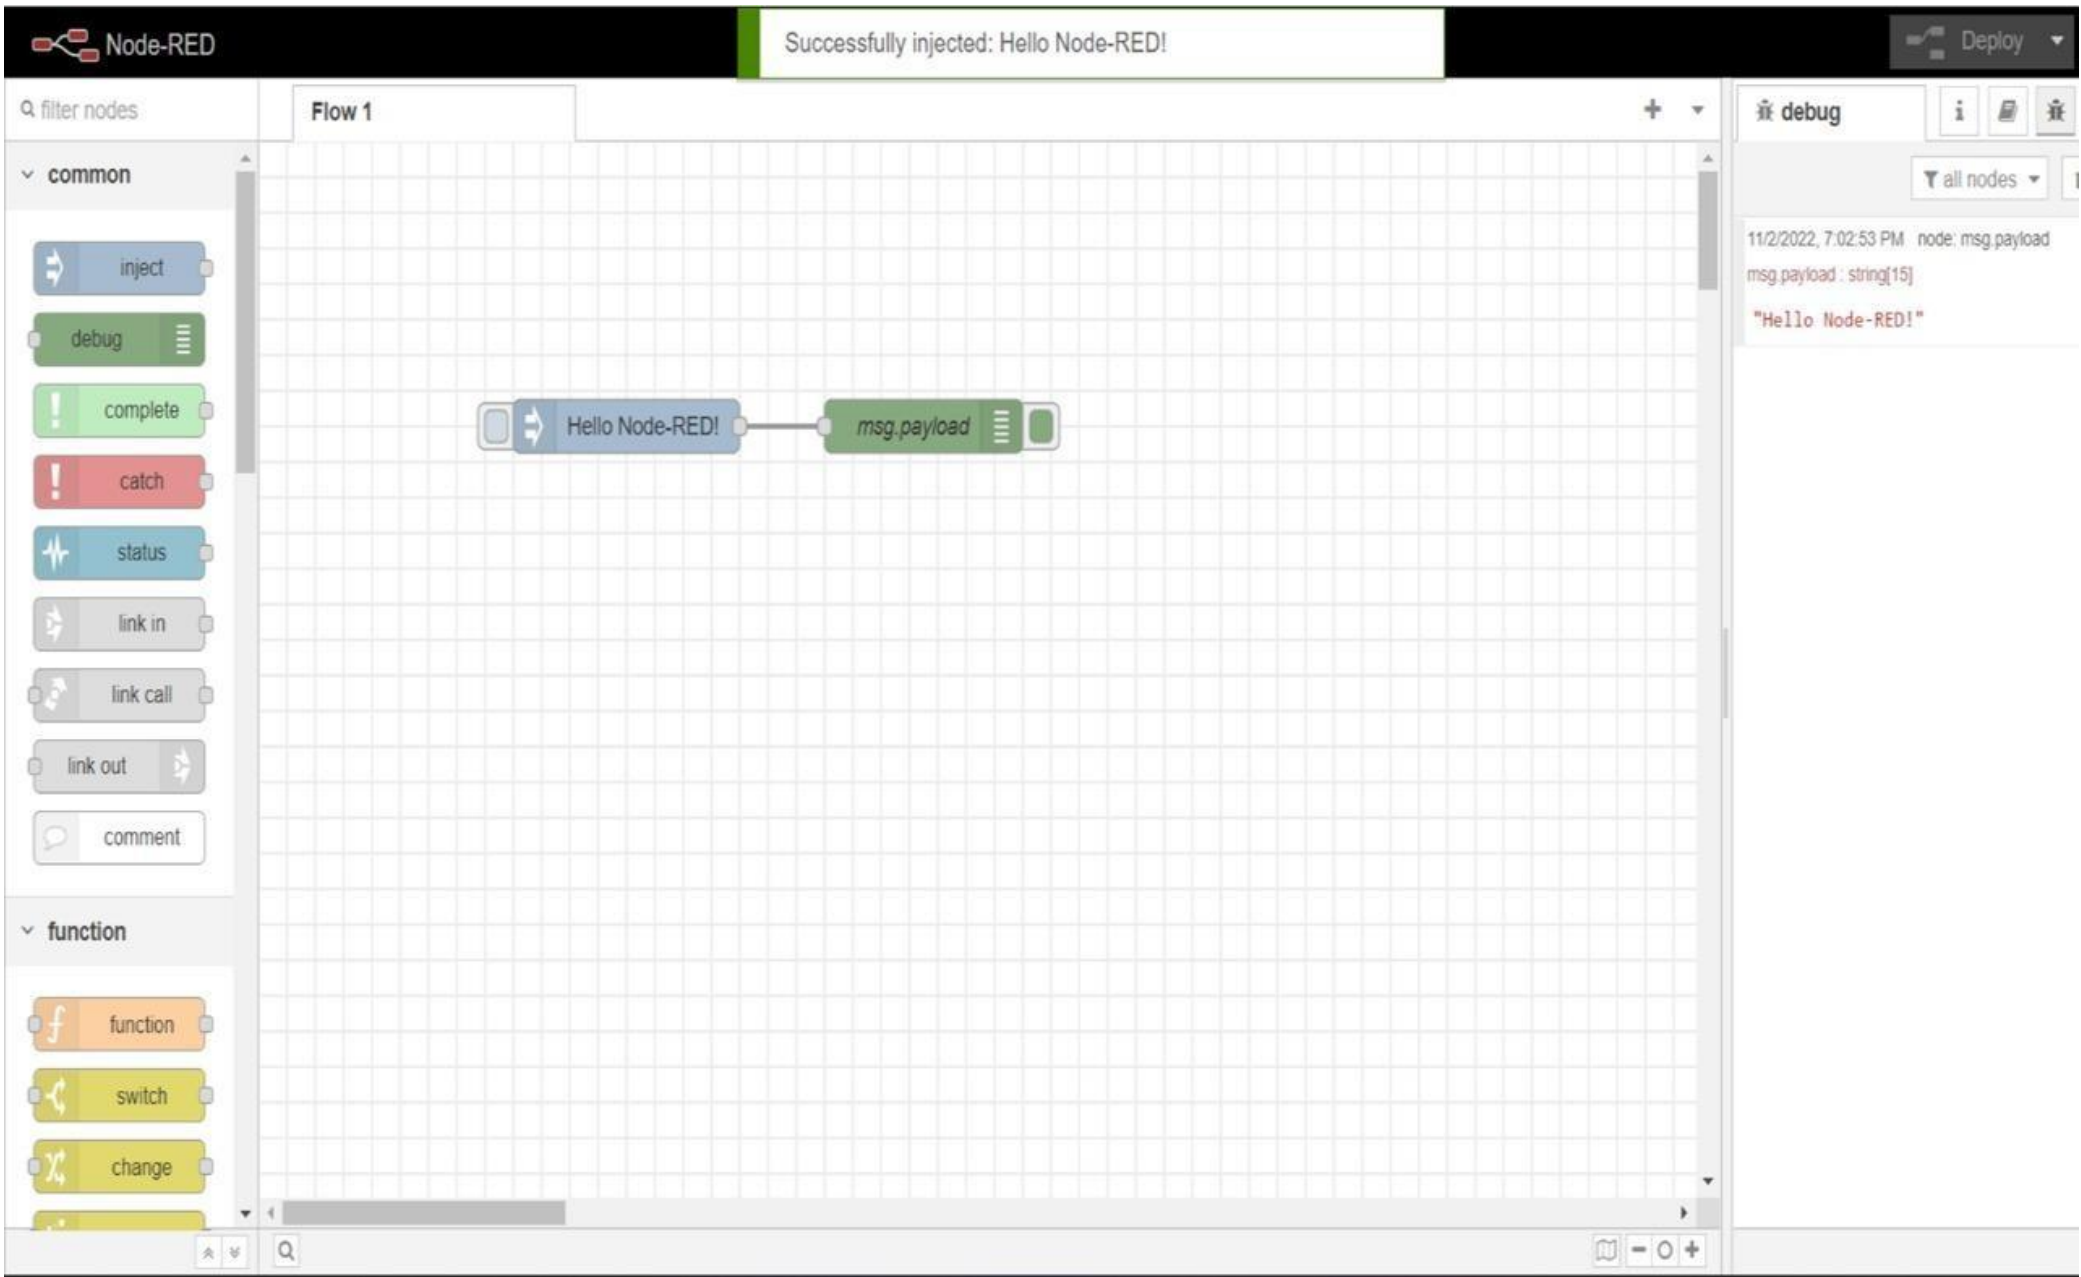 Node-RED
Successfully injected: Hello Node-RED!
Deploy
filter nodes
Flow 1
debug
i
common
all nodes
11/2/2022, 7:02:53 PM node: msg.payload
msg.payload : string[15]
"Hello Node-RED!"
inject
debug
complete
catch
status
link in
link call
link out
comment
Hello Node-RED!
msg.payload
function
function
switch
change